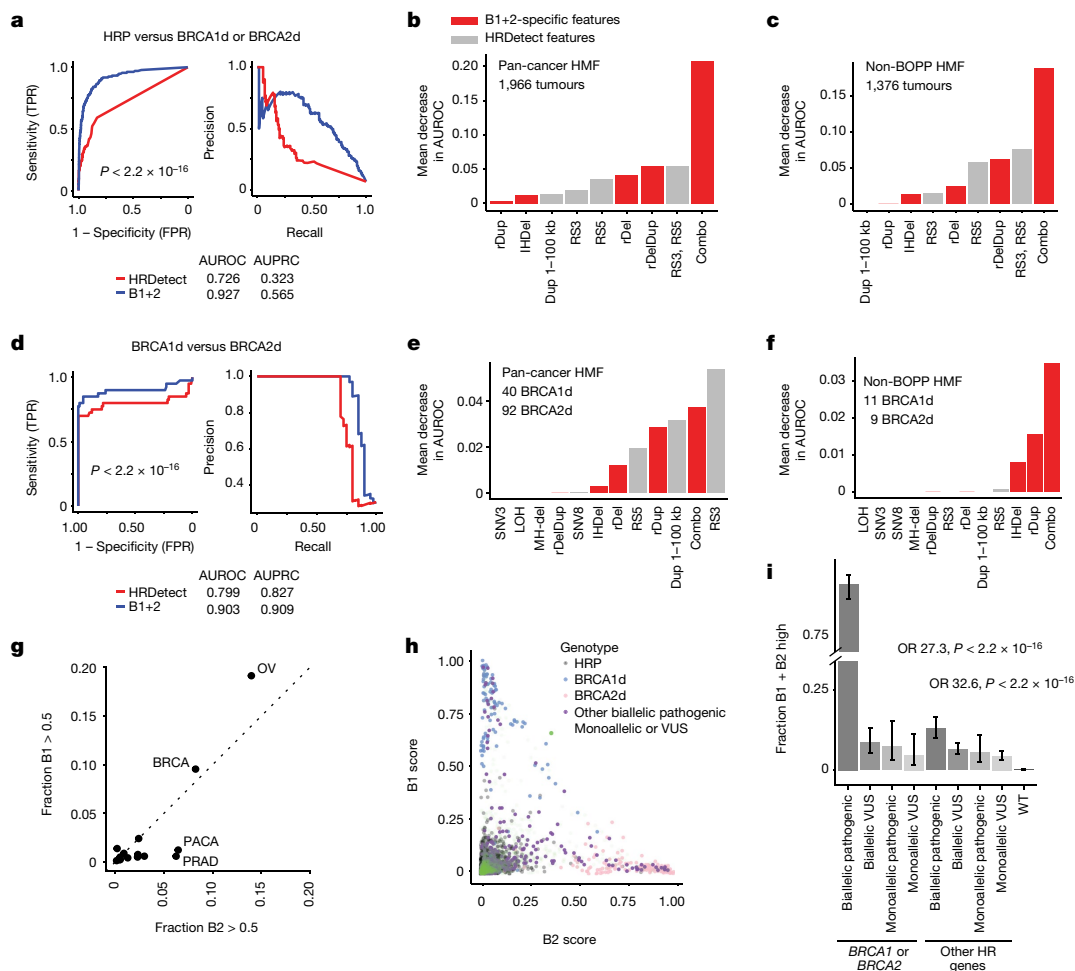 a
HRP versus BRCA1d or BRCA2d
Sensitivity (TPR)
1.0
0.5
0
P < 2.2 × 10−16
1.0
0.5
0
1 – Specificity (FPR)
Precision
1.0
0.5
0
0
0.50
1.0
Recall
AUROC AUPRC
HRDetect 0.726 0.323
B1+2 0.927 0.565
b
B1+2-specific features
HRDetect features
Pan-cancer HMF
1,966 tumours
Mean decrease
in AUROC
0.20
0.15
0.10
0.05
0
rDup
IHDel
Dup 1–100 kb
RS3
RS5
rDel
rDelDup
RS3, RS5
Combo
c
Non-BOPP HMF
1,376 tumours
Mean decrease
in AUROC
0.15
0.10
0.05
0
Dup 1–100 kb
rDup
IHDel
RS3
rDel
RS5
rDelDup
RS3, RS5
Combo
d
BRCA1d versus BRCA2d
Sensitivity (TPR)
1.0
0.5
0
P < 2.2 × 10−16
1.00
0.50
0
1 – Specificity (FPR)
Precision
1.0
0.8
0.6
0.4
0
0.50
1.00
Recall
AUROC AUPRC
HRDetect 0.799 0.827
B1+2 0.903 0.909
e
Pan-cancer HMF
40 BRCA1d
92 BRCA2d
Mean decrease
in AUROC
0.04
0.02
0
SNV3
LOH
MH-del
rDelDup
SNV8
IHDel
rDel
RS5
rDup
Dup 1–100 kb
Combo
RS3
f
Non-BOPP HMF
11 BRCA1d
9 BRCA2d
Mean decrease
in AUROC
0.03
0.02
0.01
0
LOH
SNV3
SNV8
MH-del
rDelDup
RS3
rDel
Dup 1–100 kb
RS5
IHDel
rDup
Combo
g
Fraction B1 > 0.5
0.20
0.15
0.10
0.05
0
OV
BRCA
PACA
PRAD
0
0.05
0.10
0.15
0.20
Fraction B2 > 0.5
h
Genotype
HRP
BRCA1d
BRCA2d
Other biallelic pathogenic
Monoallelic or VUS
B1 score
1.00
0.75
0.50
0.25
0
0
0.25
0.50
0.75
1.00
B2 score
i
Fraction B1 + B2 high
0.75
0.25
0
OR 27.3, P < 2.2 × 10−16
OR 32.6, P < 2.2 × 10−16
Biallelic pathogenic
Biallelic VUS
Monoallelic pathogenic
Monoallelic VUS
Biallelic pathogenic
Biallelic VUS
Monoallelic pathogenic
Monoallelic VUS
WT
BRCA1 or
BRCA2
Other HR
genes